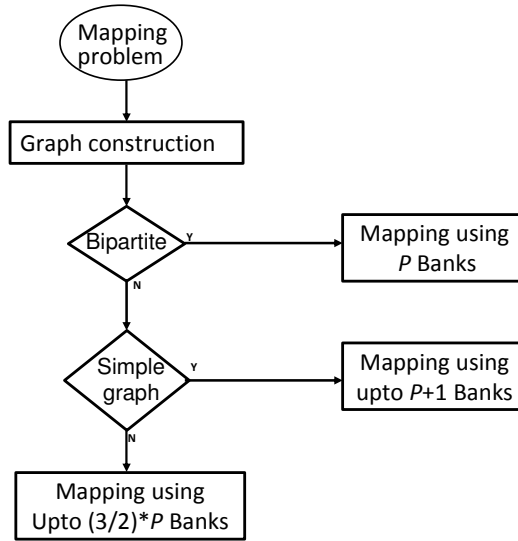 Mapping
problem
Graph construction
Bipartite
Y
Mapping using
P Banks
N
Simple
graph
Y
Mapping using
upto P+1 Banks
N
Mapping using
Upto (3/2)*P Banks